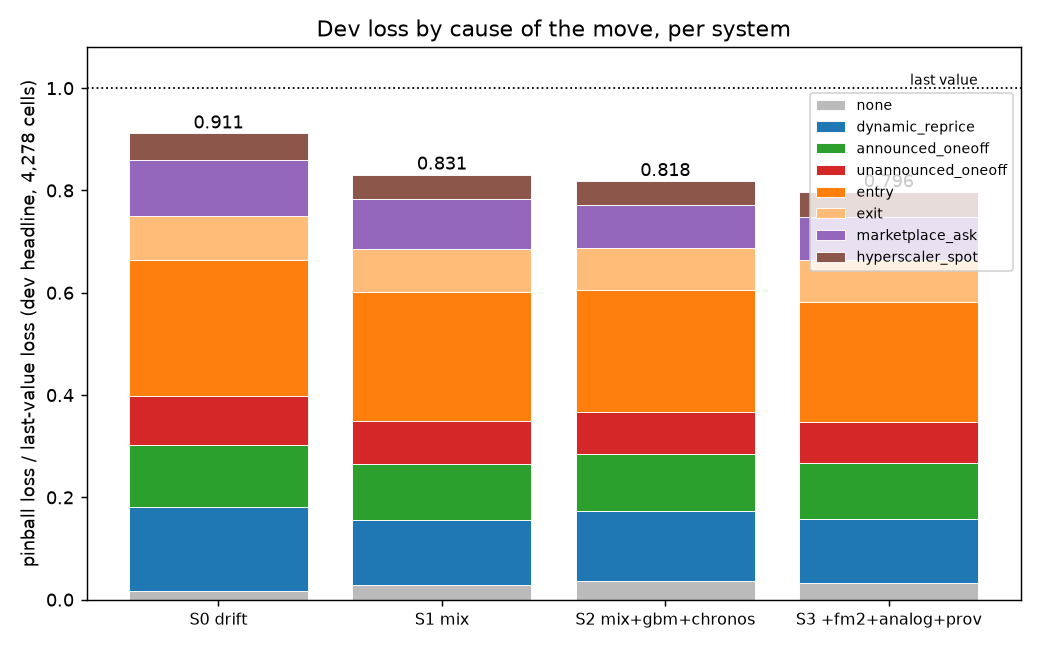 Dev loss by cause of the move, per system
pinball loss / last-value loss (dev headline, 4,278 cells)
1.0
0.8
0.6
0.4
0.2
0.0
last value
0.911
0.831
0.818
0.796
none
dynamic_reprice
announced_oneoff
unannounced_oneoff
entry
exit
marketplace_ask
hyperscaler_spot
S0 drift
S1 mix
S2 mix+gbm+chronos
S3 +fm2+analog+prov